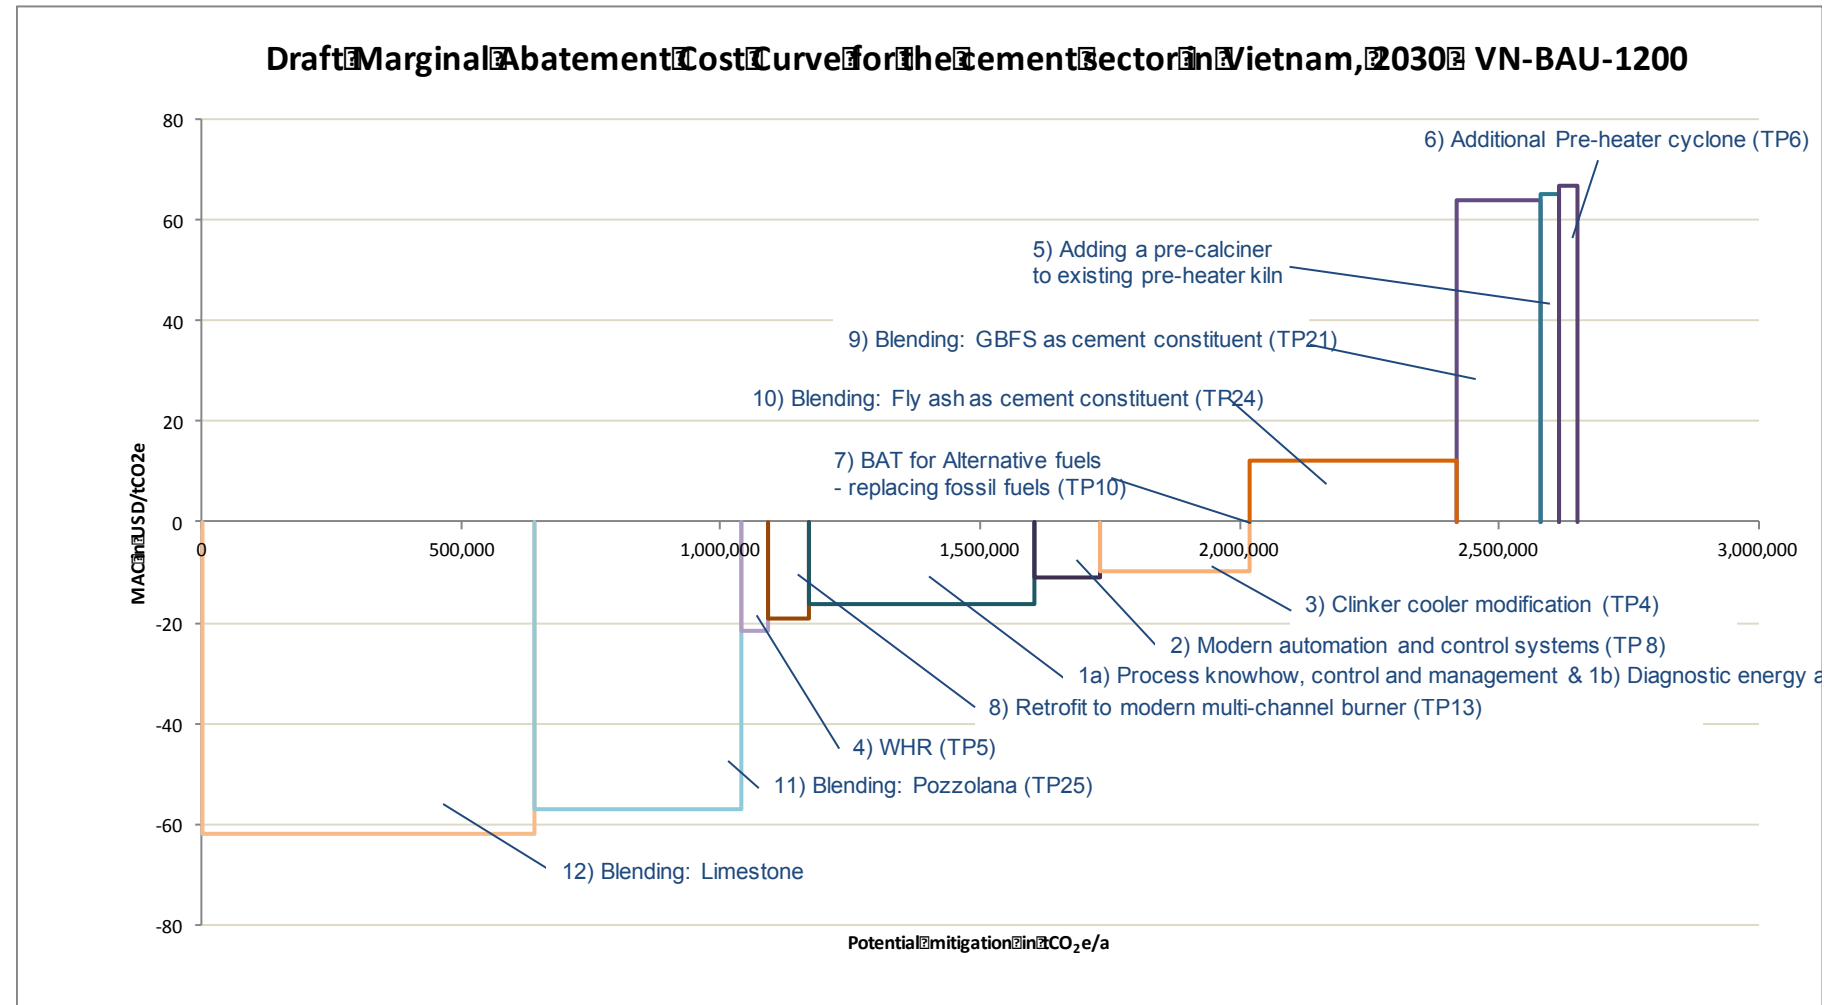 Draft Marginal Abatement Cost Curve for the cement sector in Vietnam, 2030 - VN-BAU-1200
80
6) Additional Pre-heater cyclone (TP6)
60
5) Adding a pre-calciner
to existing pre-heater kiln
40
9) Blending: GBFS as cement constituent (TP21)
20
10) Blending: Fly ash as cement constituent (TP24)
7) BAT for Alternative fuels
- replacing fossil fuels (TP10)
0
MAC in USD/tCO2e
0
500,000
1,000,000
1,500,000
2,000,000
2,500,000
3,000,000
3) Clinker cooler modification (TP4)
-20
2) Modern automation and control systems (TP 8)
1a) Process knowhow, control and management & 1b) Diagnostic energy a
8) Retrofit to modern multi-channel burner (TP13)
-40
4) WHR (TP5)
11) Blending: Pozzolana (TP25)
-60
12) Blending: Limestone
-80
Potential mitigation in tCO2e/a